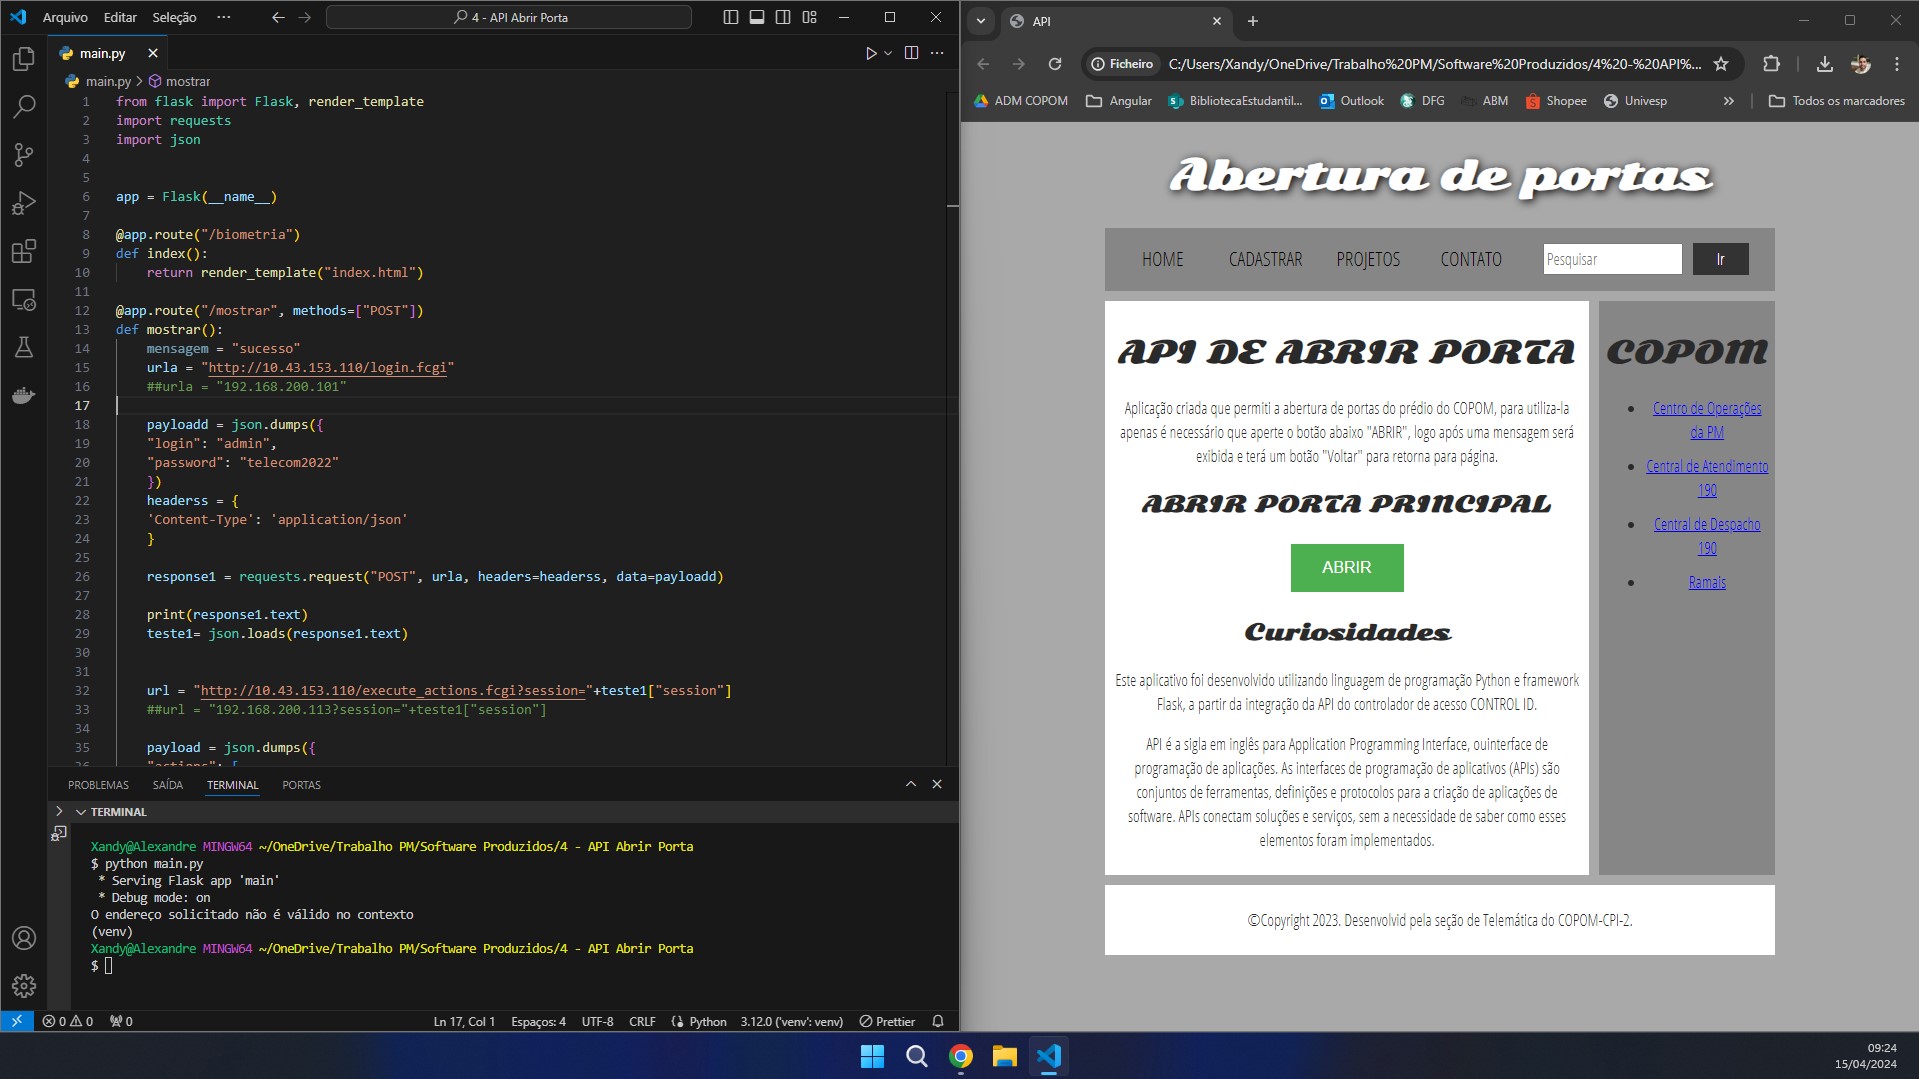 Arquivo Editar Seleção ··· 4 - API Abrir Porta
main.py
main.py > mostrar
1 from flask import Flask, render_template
2 import requests
3 import json
4
5
6 app = Flask(__name__)
7
8 @app.route("/biometria")
9 def index():
10 return render_template("index.html")
11
12 @app.route("/mostrar", methods=["POST"])
13 def mostrar():
14 mensagem = "sucesso"
15 urla = "http://10.43.153.110/login.fcgi"
16 ##urla = "192.168.200.101"
17
18 payloadd = json.dumps({
19 "login": "admin",
20 "password": "telecom2022"
21 })
22 headerss = {
23 'Content-Type': 'application/json'
24 }
25
26 response1 = requests.request("POST", urla, headers=headerss, data=payloadd)
27
28 print(response1.text)
29 teste1= json.loads(response1.text)
30
31
32 url = "http://10.43.153.110/execute_actions.fcgi?session="+teste1["session"]
33 ##url = "192.168.200.113?session="+teste1["session"]
34
35 payload = json.dumps({
36 "actions": [
PROBLEMAS SAÍDA TERMINAL PORTAS
TERMINAL
Xandy@Alexandre MINGW64 ~/OneDrive/Trabalho PM/Software Produzidos/4 - API Abrir Porta
$ python main.py
* Serving Flask app 'main'
* Debug mode: on
O endereço solicitado não é válido no contexto
(venv)
Xandy@Alexandre MINGW64 ~/OneDrive/Trabalho PM/Software Produzidos/4 - API Abrir Porta
$
0 0 0 Ln 17, Col 1 Espaços: 4 UTF-8 CRLF Python 3.12.0 ('venv': venv) Prettier
API
Ficheiro C:/Users/Xandy/OneDrive/Trabalho%20PM/Software%20Produzidos/4%20-%20API%...
ADM COPOM Angular BibliotecaEstudantil... Outlook DFG ABM Shopee Univesp » Todos os marcadores
Abertura de portas
HOME CADASTRAR PROJETOS CONTATO Pesquisar Ir
API DE ABRIR PORTA
Aplicação criada que permiti a abertura de portas do prédio do COPOM, para utiliza-la
apenas é necessário que aperte o botão abaixo "ABRIR", logo após uma mensagem será
exibida e terá um botão "Voltar" para retorna para página.
ABRIR PORTA PRINCIPAL
ABRIR
Curiosidades
Este aplicativo foi desenvolvido utilizando linguagem de programação Python e framework
Flask, a partir da integração da API do controlador de acesso CONTROL ID.
API é a sigla em inglês para Application Programming Interface, ouinterface de
programação de aplicações. As interfaces de programação de aplicativos (APIs) são
conjuntos de ferramentas, definições e protocolos para a criação de aplicações de
software. APIs conectam soluções e serviços, sem a necessidade de saber como esses
elementos foram implementados.
COPOM
Centro de Operações
da PM
Central de Atendimento
190
Central de Despacho
190
Ramais
©Copyright 2023. Desenvolvid pela seção de Telemática do COPOM-CPI-2.
09:24
15/04/2024